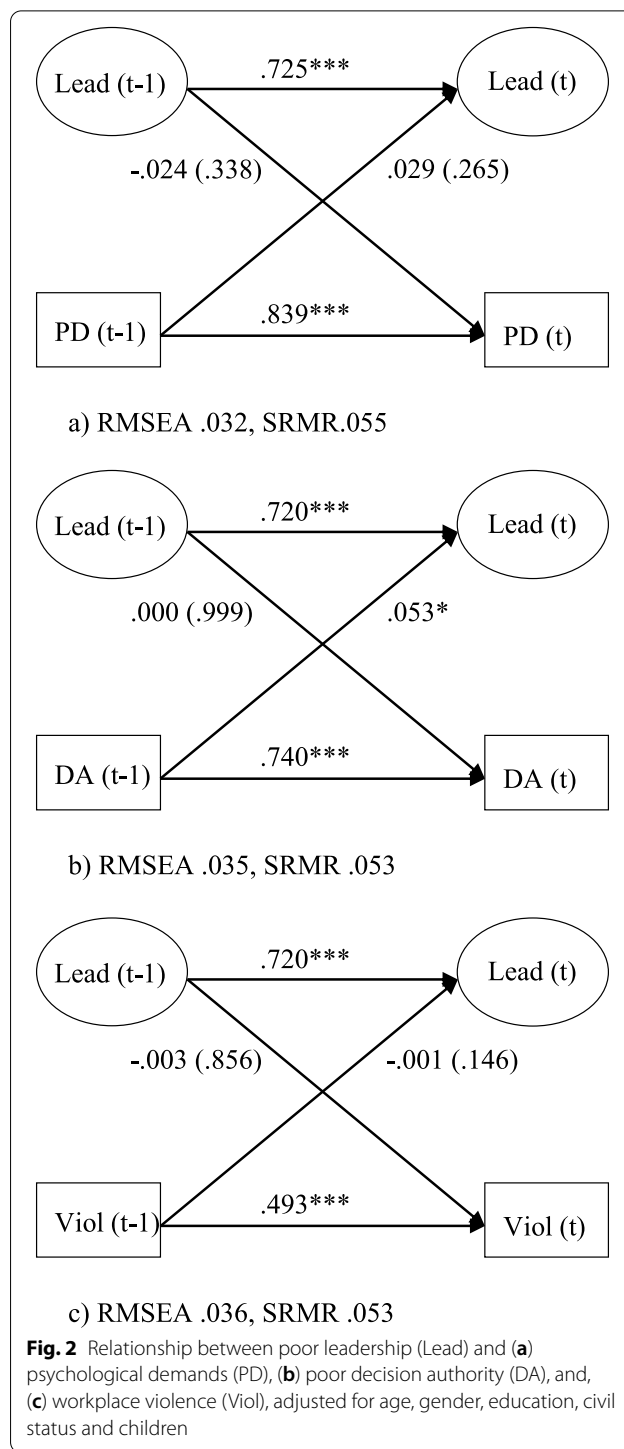 Lead (t-1) .725*** Lead (t)
-.024 (.338) .029 (.265)
PD (t-1) .839*** PD (t)
a) RMSEA .032, SRMR.055
Lead (t-1) .720*** Lead (t)
.000 (.999) .053*
DA (t-1) .740*** DA (t)
b) RMSEA .035, SRMR .053
Lead (t-1) .720*** Lead (t)
-.003 (.856) -.001 (.146)
Viol (t-1) .493*** Viol (t)
c) RMSEA .036, SRMR .053
Fig. 2 Relationship between poor leadership (Lead) and (a)
psychological demands (PD), (b) poor decision authority (DA), and,
(c) workplace violence (Viol), adjusted for age, gender, education, civil
status and children